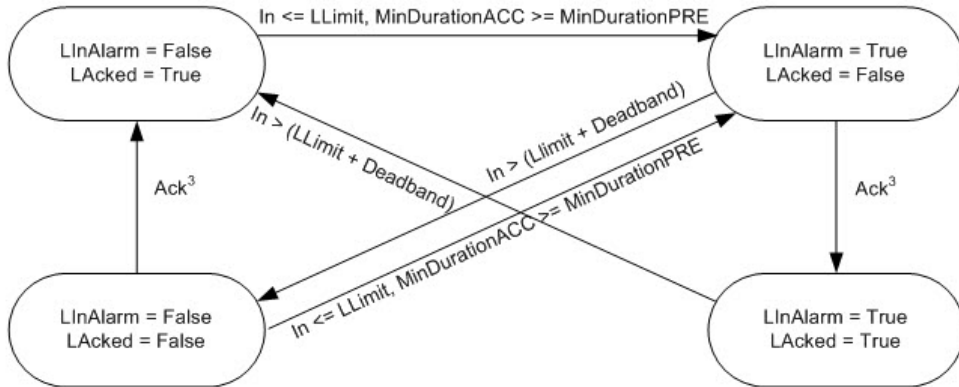 In <= LLimit, MinDurationACC >= MinDurationPRE
LInAlarm = False
LAcked = True
LInAlarm = True
LAcked = False
In > (LLimit + Deadband)
In > (Llimit + Deadband)
In <= LLimit, MinDurationACC >= MinDurationPRE
Ack³
Ack³
LInAlarm = False
LAcked = False
LInAlarm = True
LAcked = True